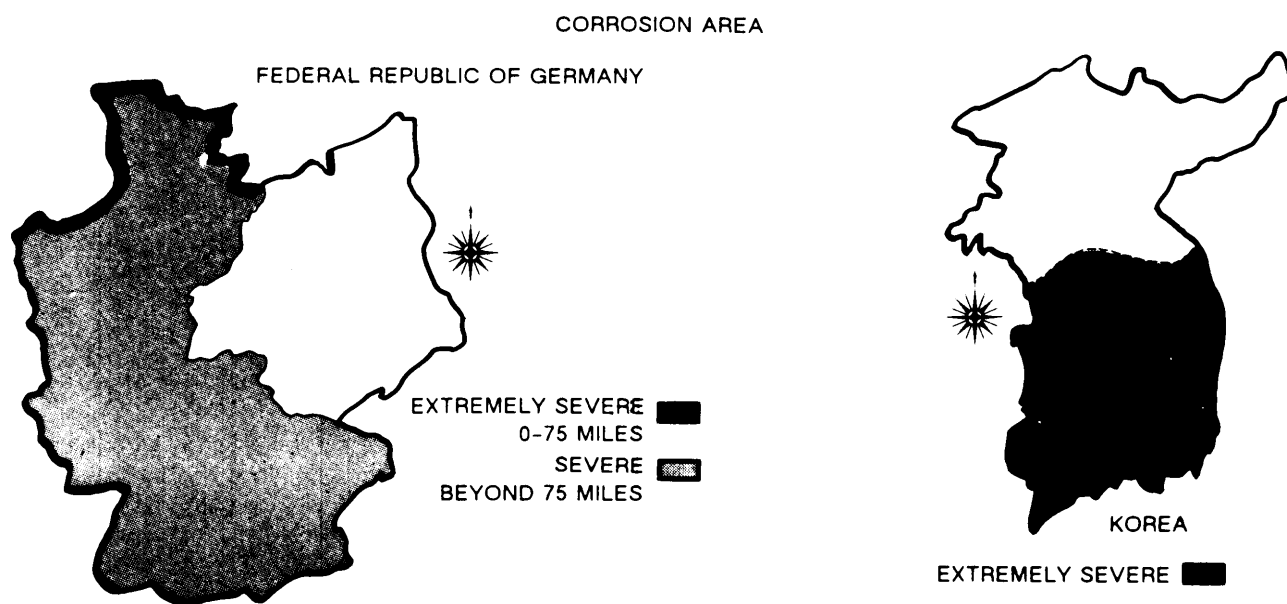 CORROSION AREA
FEDERAL REPUBLIC OF GERMANY
EXTREMELY SEVERE
0-75 MILES
SEVERE
BEYOND 75 MILES
KOREA
EXTREMELY SEVERE